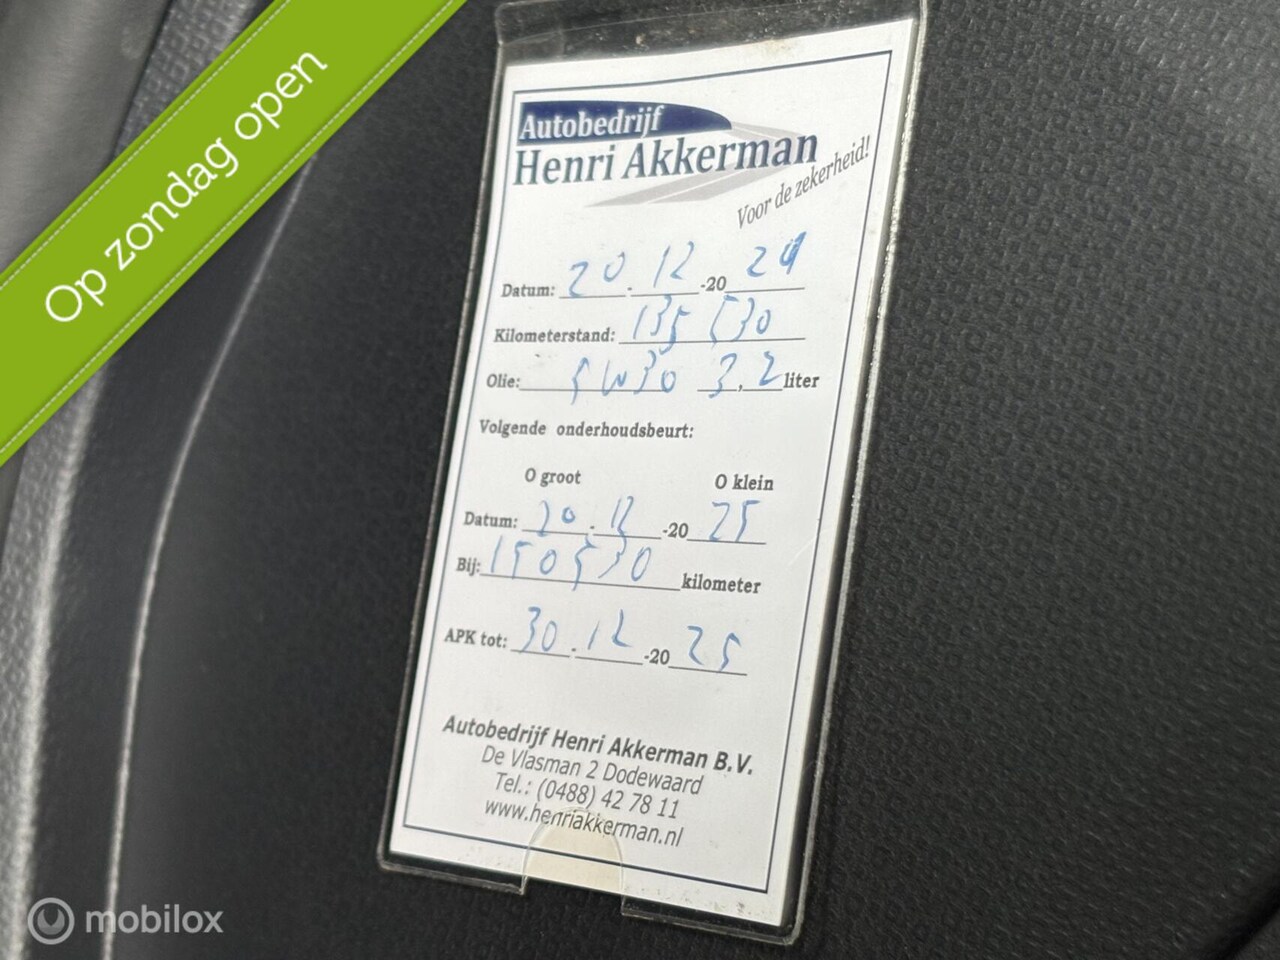 Op zondag open
Autobedrijf
Henri Akkerman
Voor de zekerheid!
Datum: 20.12-2024
Kilometerstand: 135530
Olie: 5W30 3,2 liter
Volgende onderhoudsbeurt:
O groot O klein
Datum: 20.12-2025
Bij: 150530 kilometer
APK tot: 30.12-2025
Autobedrijf Henri Akkerman B.V.
De Vlasman 2 Dodewaard
Tel.: (0488) 42 78 11
www.henriakkerman.nl
mobilox